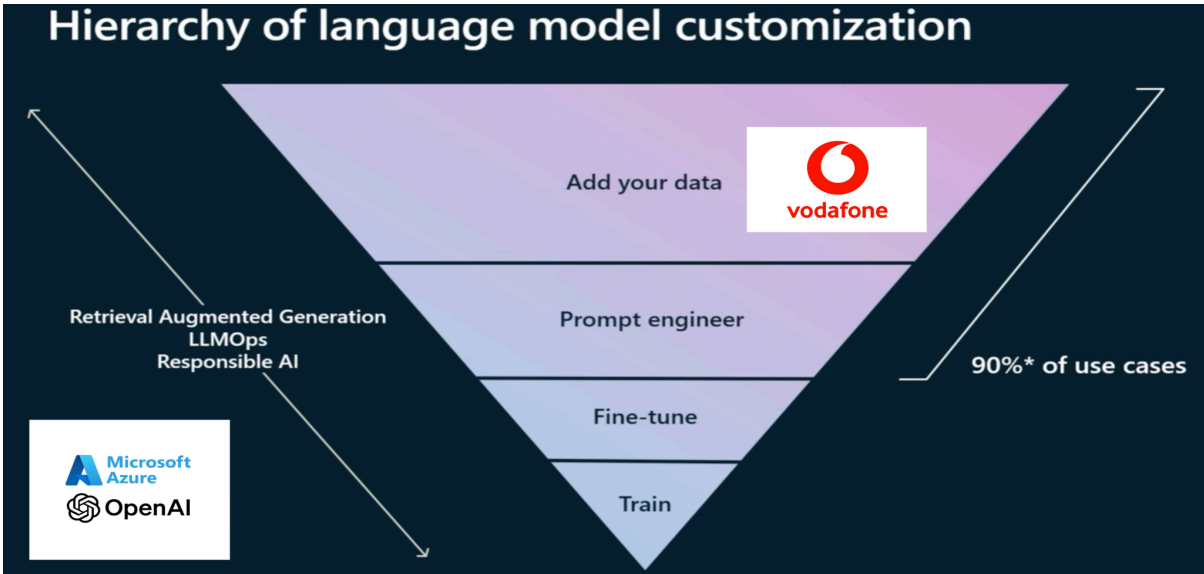 Hierarchy of language model customization
Add your data
vodafone
Prompt engineer
Retrieval Augmented Generation
LLMOps
Responsible AI
90%* of use cases
Fine-tune
Train
Microsoft
Azure
OpenAI